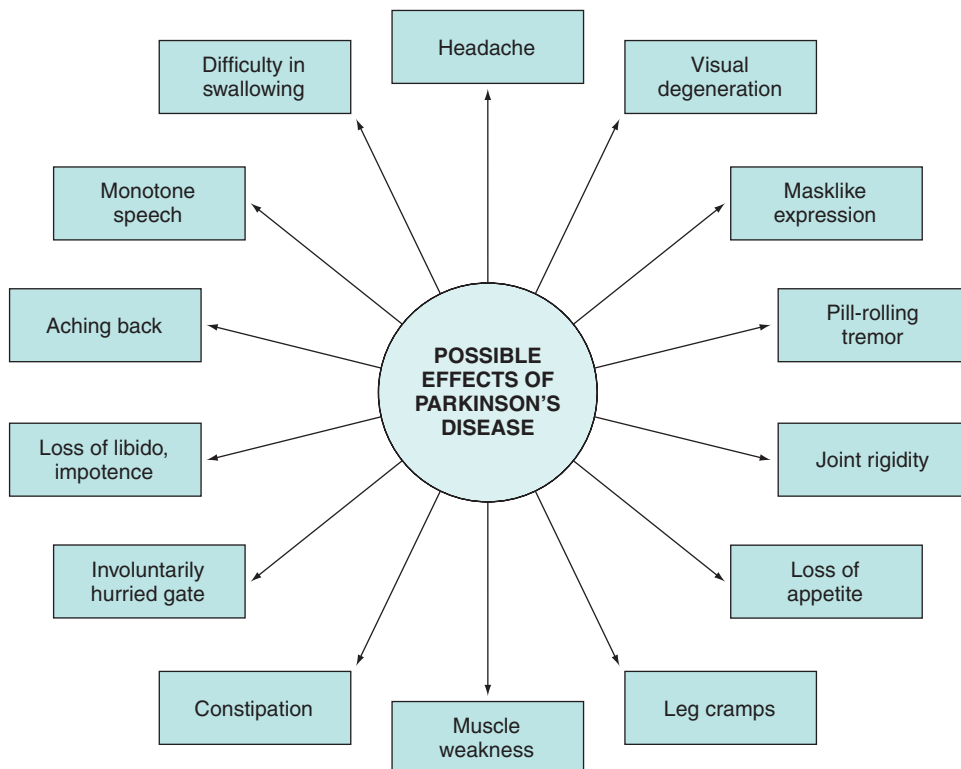 Headache
Visual
degeneration
Masklike
expression
Pill-rolling
tremor
Joint rigidity
Loss of
appetite
Leg cramps
Muscle
weakness
Constipation
Involuntarily
hurried gate
Loss of libido,
impotence
Aching back
Monotone
speech
Difficulty in
swallowing
POSSIBLE
EFFECTS OF
PARKINSON'S
DISEASE